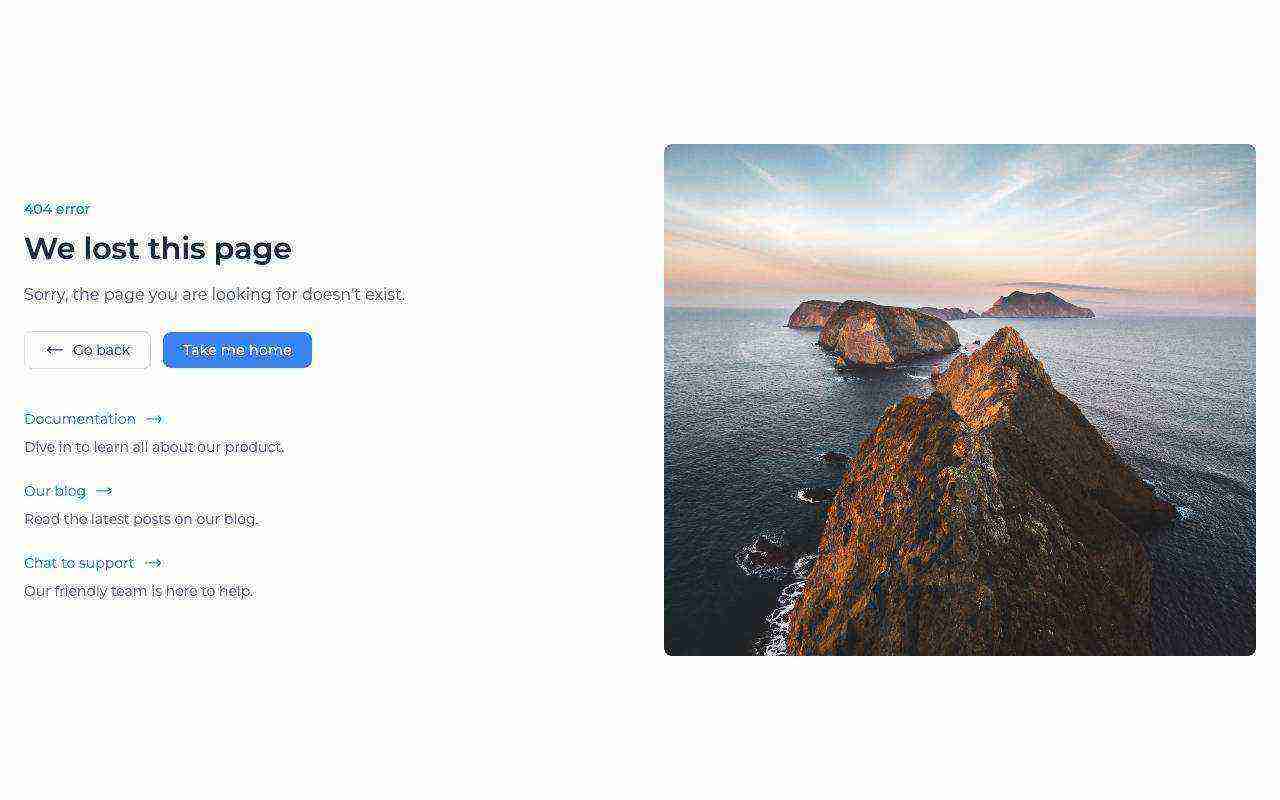 404 error
We lost this page
Sorry, the page you are looking for doesn't exist.
← Go back
Take me home
Documentation →
Dive in to learn all about our product.
Our blog →
Read the latest posts on our blog.
Chat to support →
Our friendly team is here to help.